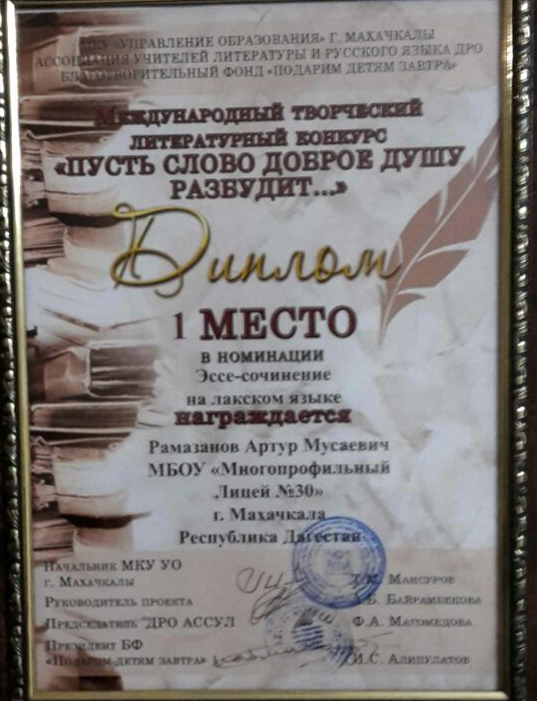 МКУ «УПРАВЛЕНИЕ ОБРАЗОВАНИЯ» Г. МАХАЧКАЛЫ
АССОЦИАЦИЯ УЧИТЕЛЕЙ ЛИТЕРАТУРЫ И РУССКОГО ЯЗЫКА ДРО
БЛАГОТВОРИТЕЛЬНЫЙ ФОНД «ПОДАРИМ ДЕТЯМ ЗАВТРА»
МЕЖДУНАРОДНЫЙ ТВОРЧЕСКИЙ
ЛИТЕРАТУРНЫЙ КОНКУРС
«ПУСТЬ СЛОВО ДОБРОЕ ДУШУ
РАЗБУДИТ...»
Диплом
1 МЕСТО
В НОМИНАЦИИ
Эссе-сочинение
на лакском языке
награждается
Рамазанов Артур Мусаевич
МБОУ «Многопрофильный
Лицей №30»
г. Махачкала
Республика Дагестан
НАЧАЛЬНИК МКУ УО
Г. МАХАЧКАЛЫ МАНСУРОВ
РУКОВОДИТЕЛЬ ПРОЕКТА БАЙРАМБЕКОВА
ПРЕДСЕДАТЕЛЬ ДРО АССУЛ Ф.А. МАГОМЕДОВА
ПРЕЗИДЕНТ БФ
«ПОДАРИМ ДЕТЯМ ЗАВТРА» И.С. АЛИПУЛАТОВ